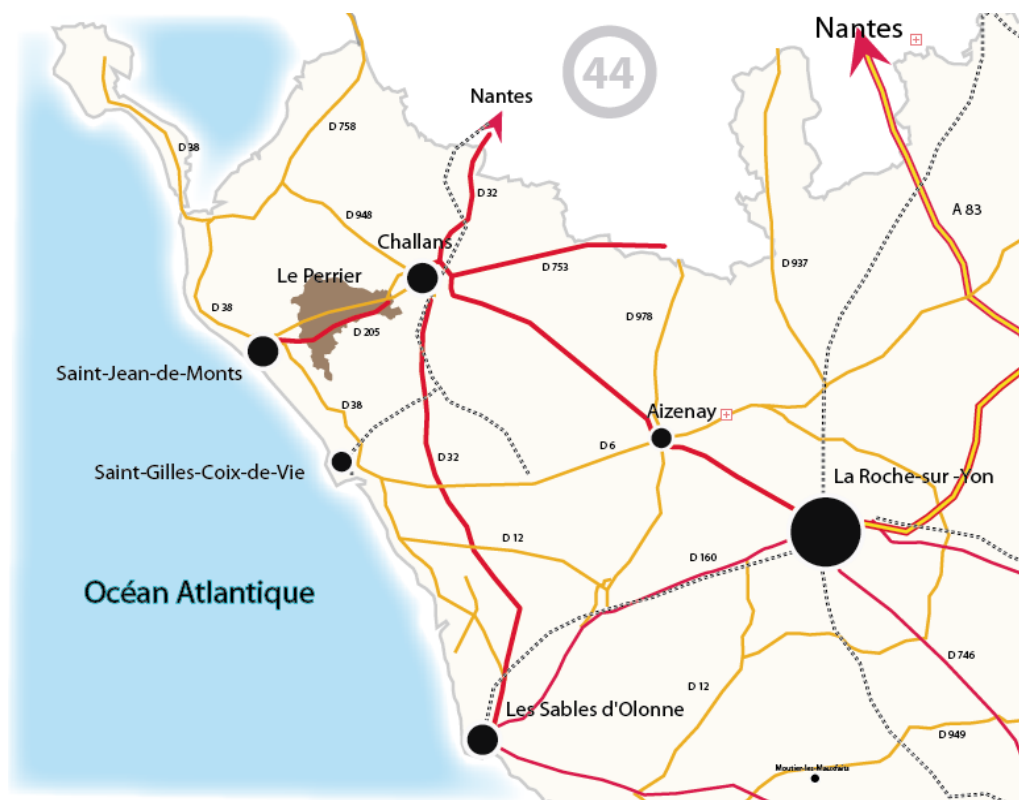 Nantes
44
Nantes
D 758
D 38
D 32
A 83
D 948
Challans
D 753
D 937
Le Perrier
D 38
D 205
D 978
Saint-Jean-de-Monts
D 38
Aizenay
D 6
D 32
Saint-Gilles-Coix-de-Vie
La Roche-sur -Yon
D 12
D 160
Océan Atlantique
D 746
D 12
Les Sables d'Olonne
D 949